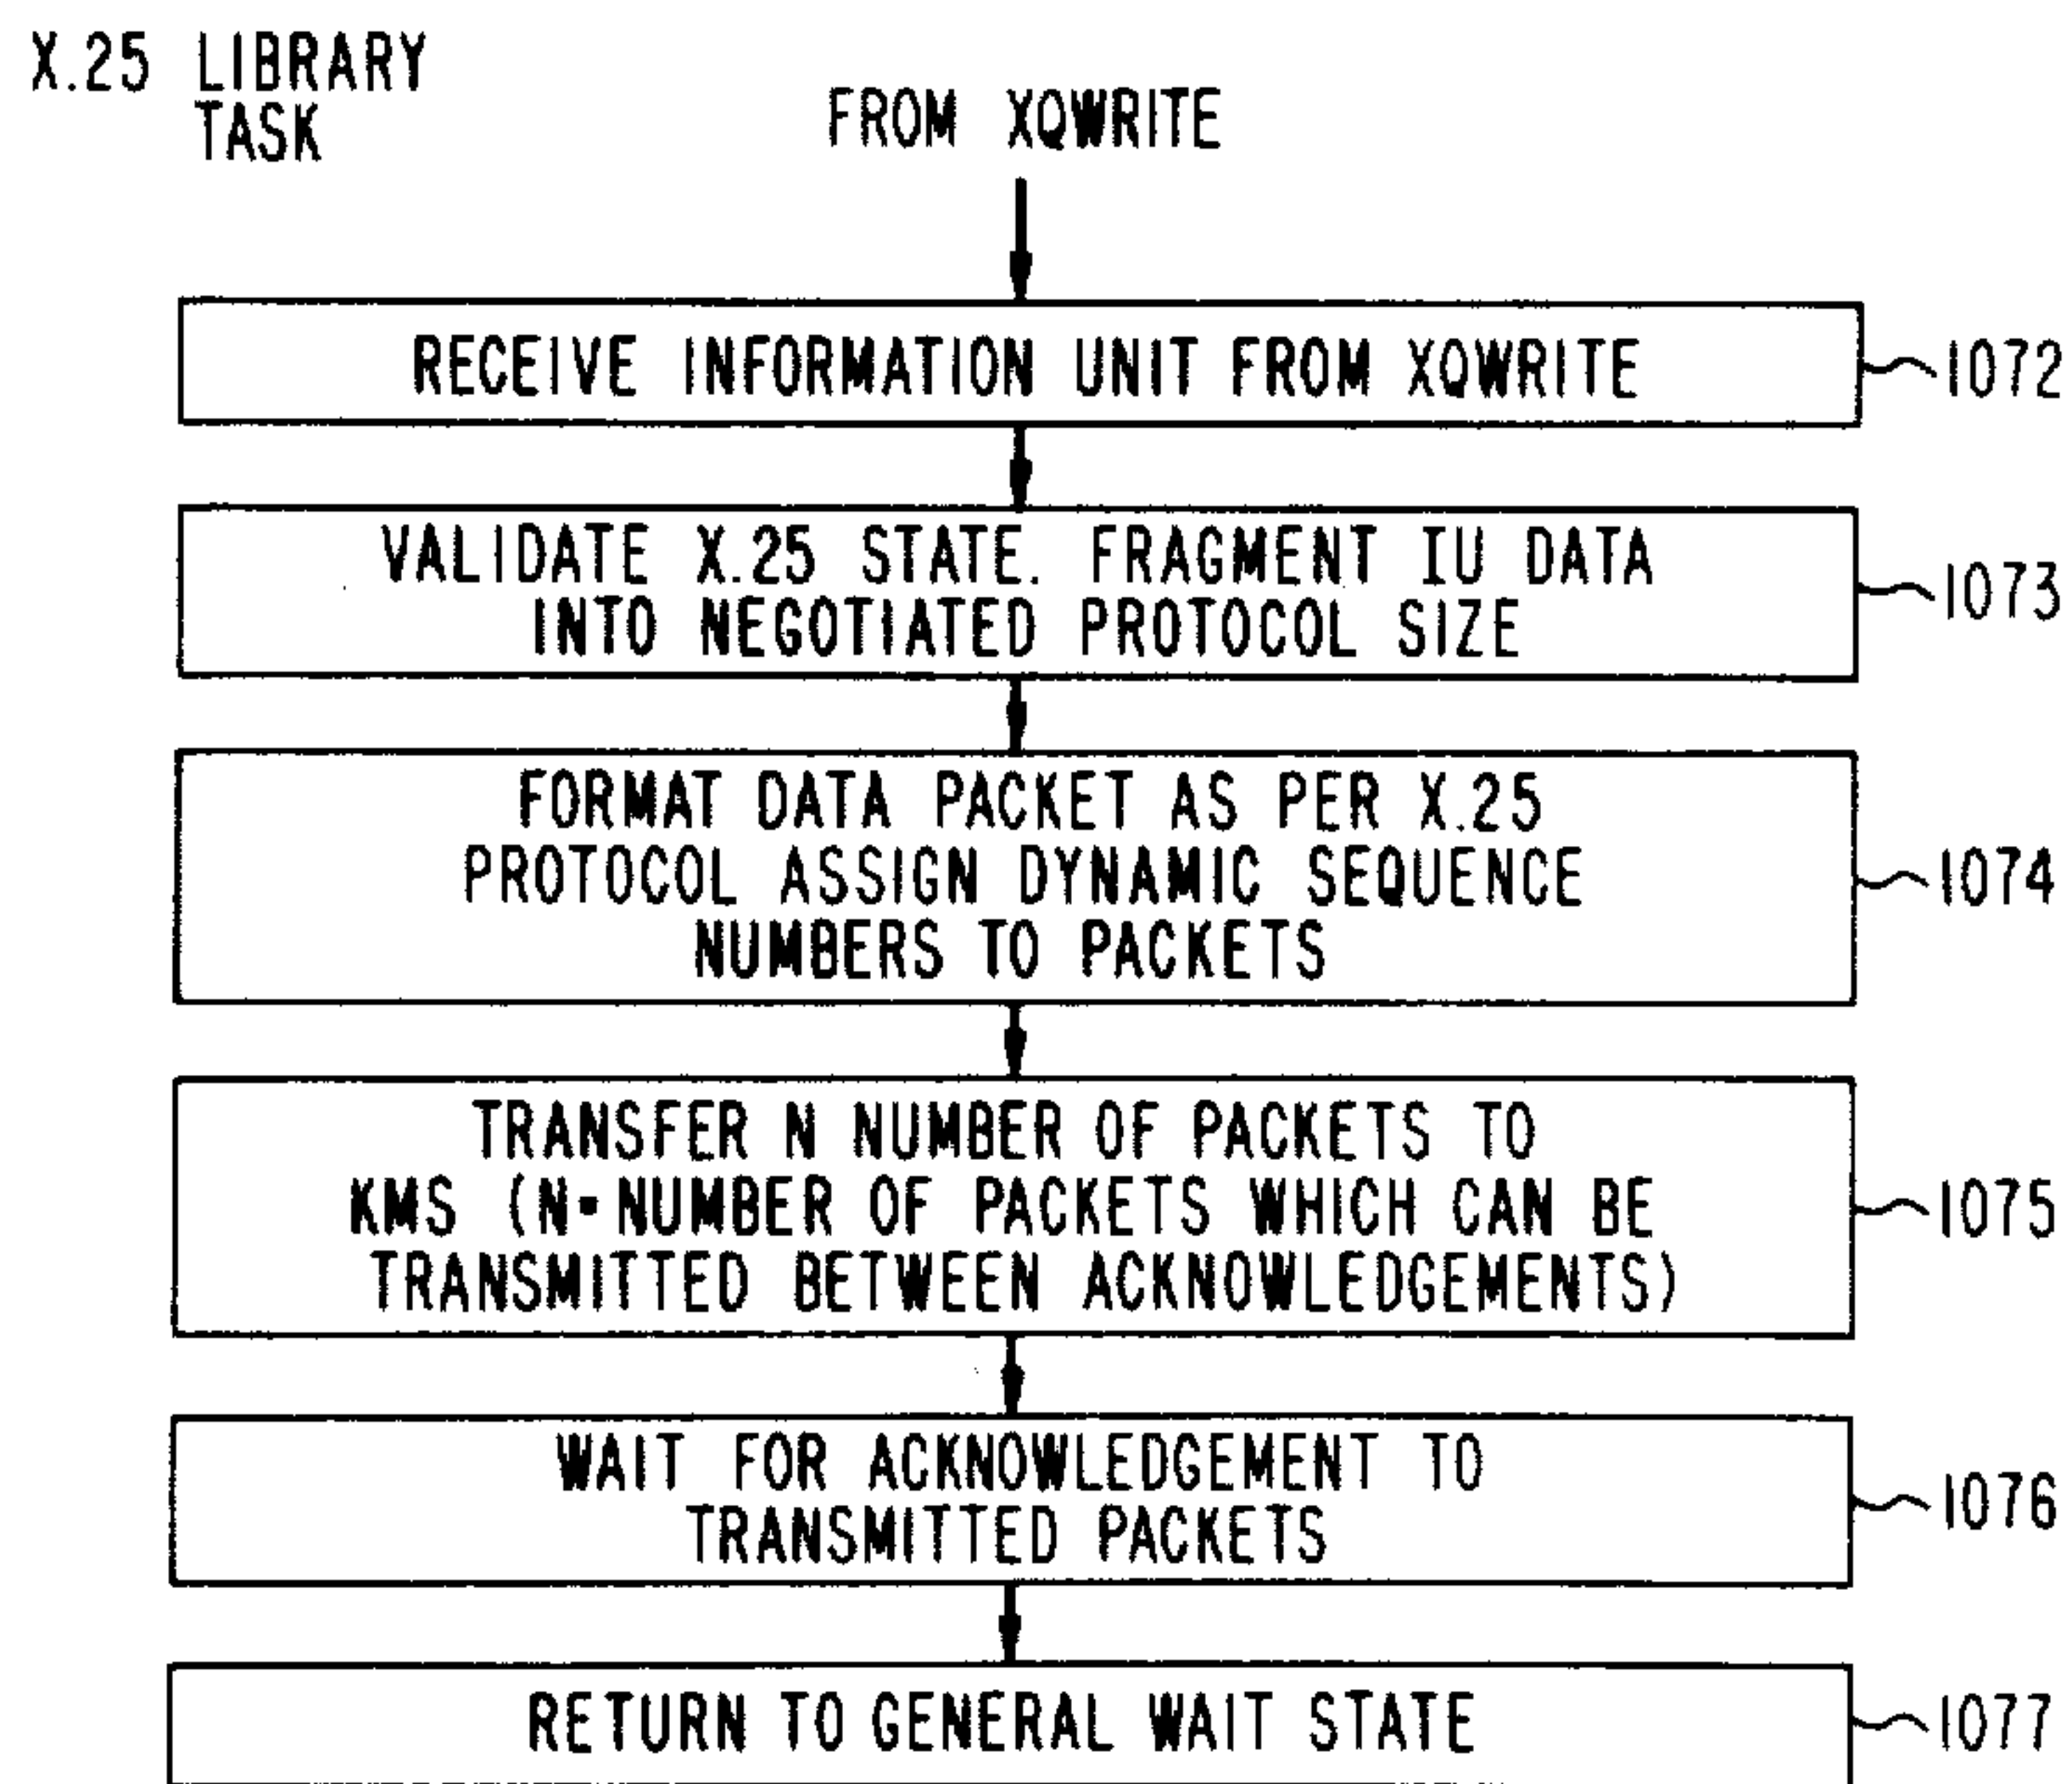 X.25 LIBRARY
TASK
FROM XQWRITE
RECEIVE INFORMATION UNIT FROM XQWRITE
1072
VALIDATE X.25 STATE. FRAGMENT IU DATA
INTO NEGOTIATED PROTOCOL SIZE
1073
FORMAT DATA PACKET AS PER X.25
PROTOCOL ASSIGN DYNAMIC SEQUENCE
NUMBERS TO PACKETS
1074
TRANSFER N NUMBER OF PACKETS TO
KMS (N=NUMBER OF PACKETS WHICH CAN BE
TRANSMITTED BETWEEN ACKNOWLEDGEMENTS)
1075
WAIT FOR ACKNOWLEDGEMENT TO
TRANSMITTED PACKETS
1076
RETURN TO GENERAL WAIT STATE
1077